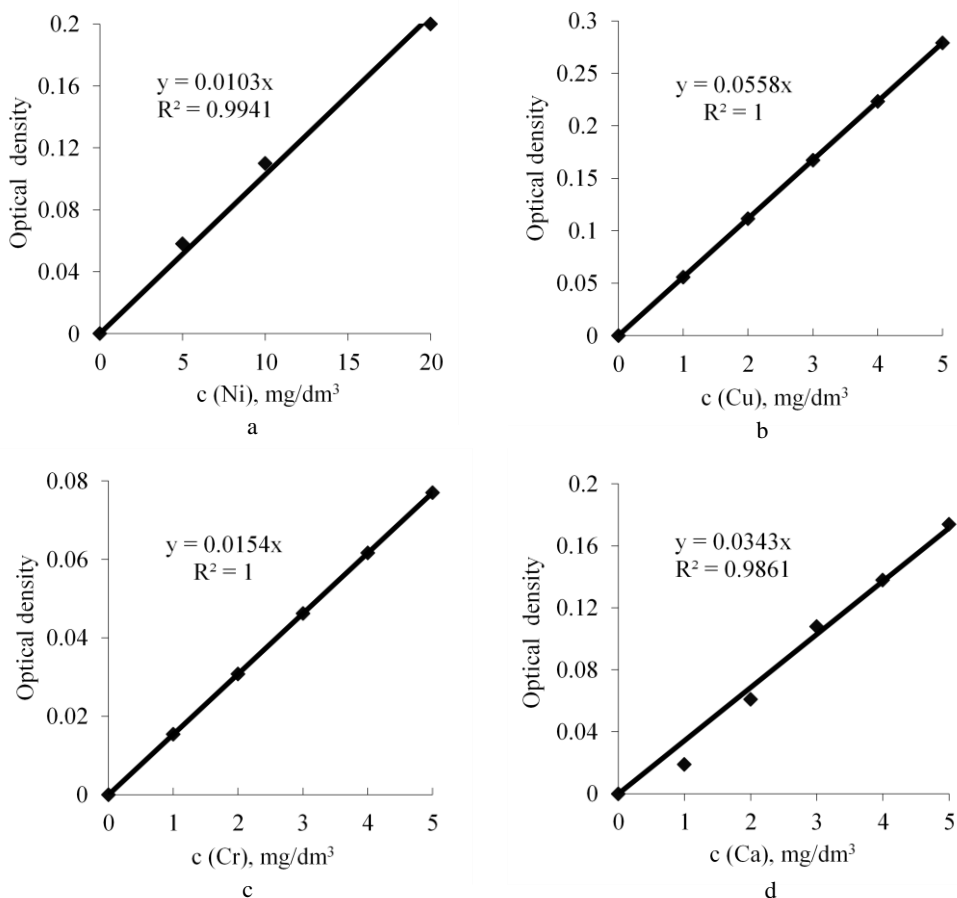 0.2
0.16
0.12
0.08
0.04
0
Optical density
y = 0.0103x
R² = 0.9941
0 5 10 15 20
c (Ni), mg/dm³
a
0.3
0.25
0.2
0.15
0.1
0.05
0
Optical density
y = 0.0558x
R² = 1
0 1 2 3 4 5
c (Cu), mg/dm³
b
0.08
0.06
0.04
0.02
0
Optical density
y = 0.0154x
R² = 1
0 1 2 3 4 5
c (Cr), mg/dm³
c
0.2
0.16
0.12
0.08
0.04
0
Optical density
y = 0.0343x
R² = 0.9861
0 1 2 3 4 5
c (Ca), mg/dm³
d